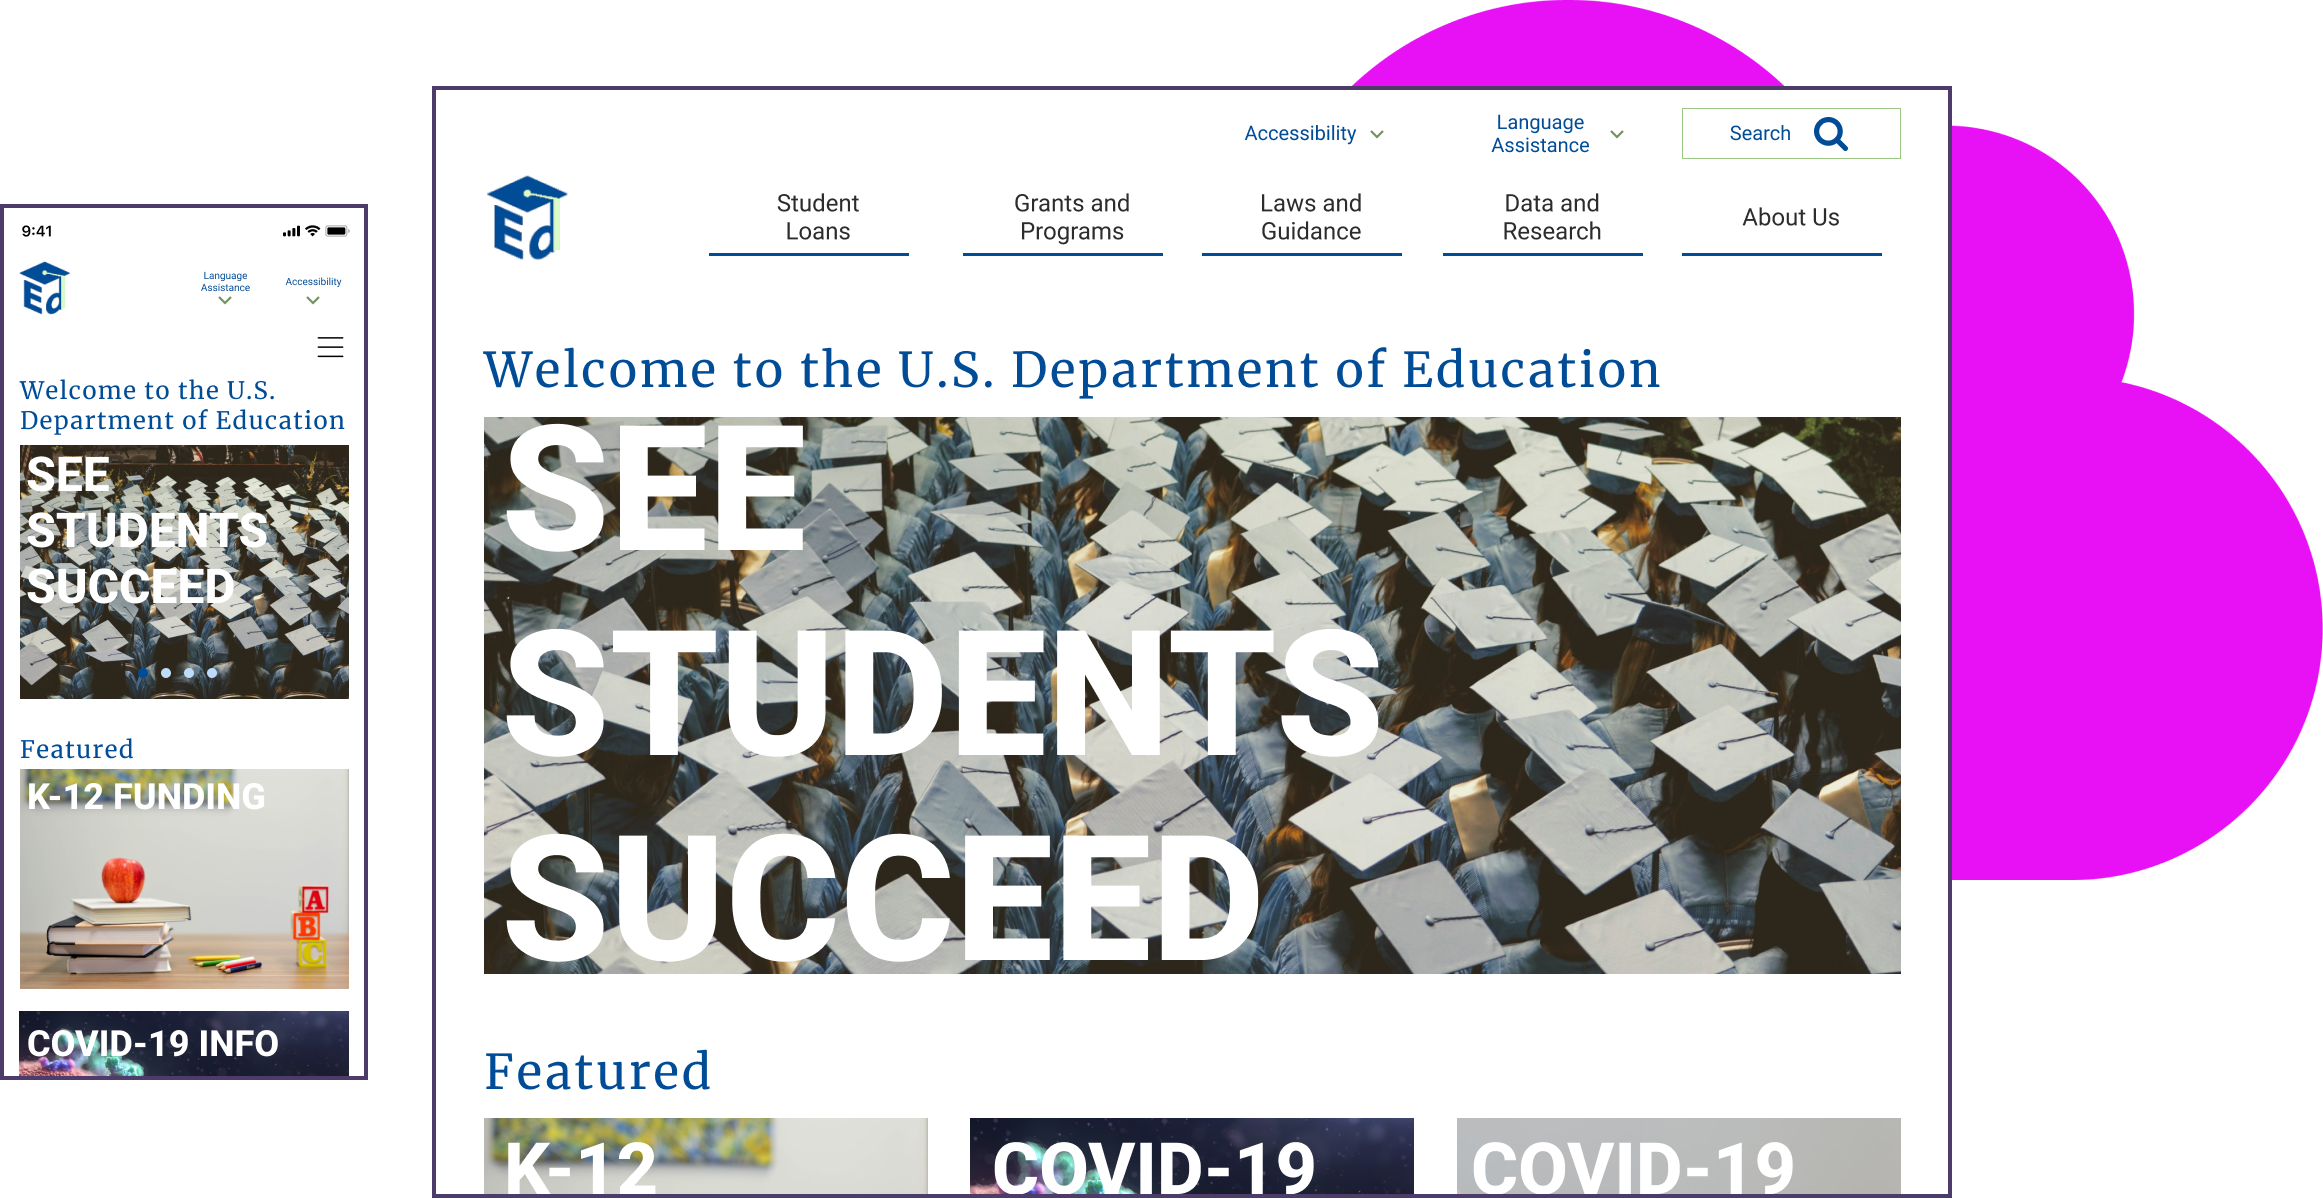 9:41
Ed
Language
Assistance
Accessibility
Welcome to the U.S.
Department of Education
SEE
STUDENTS
SUCCEED
Featured
K-12 FUNDING
A
B
C
COVID-19 INFO
Accessibility
Language
Assistance
Search
Ed
Student
Loans
Grants and
Programs
Laws and
Guidance
Data and
Research
About Us
Welcome to the U.S. Department of Education
SEE
STUDENTS
SUCCEED
Featured
K-12
COVID-19
COVID-19